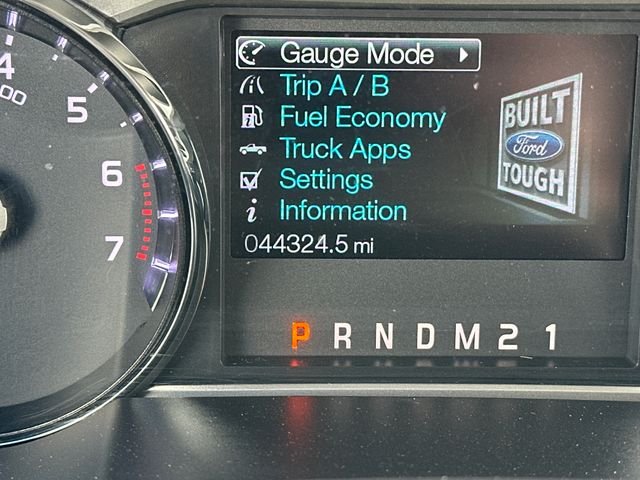 4
00
5
6
7
Gauge Mode
Trip A / B
Fuel Economy
Truck Apps
Settings
Information
044324.5 mi
BUILT
Ford
TOUGH
P R N D M 2 1